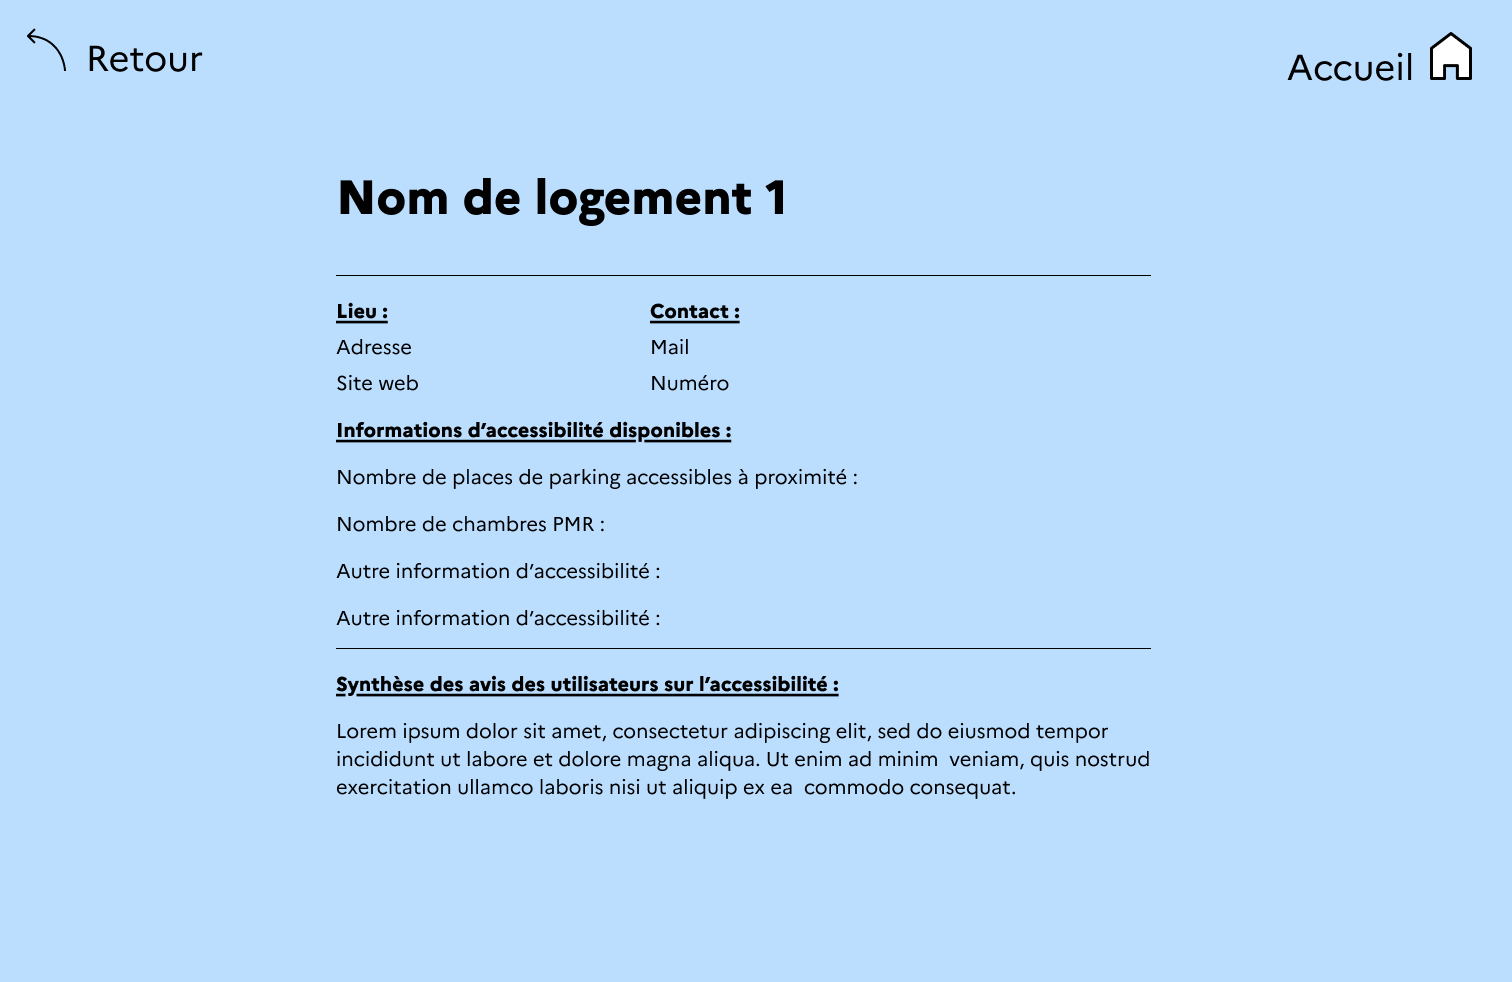 Retour
Accueil
Nom de logement 1
Lieu :
Contact :
Adresse
Mail
Site web
Numéro
Informations d’accessibilité disponibles :
Nombre de places de parking accessibles à proximité :
Nombre de chambres PMR :
Autre information d’accessibilité :
Autre information d’accessibilité :
Synthèse des avis des utilisateurs sur l’accessibilité :
Lorem ipsum dolor sit amet, consectetur adipiscing elit, sed do eiusmod tempor
incididunt ut labore et dolore magna aliqua. Ut enim ad minim  veniam, quis nostrud
exercitation ullamco laboris nisi ut aliquip ex ea  commodo consequat.